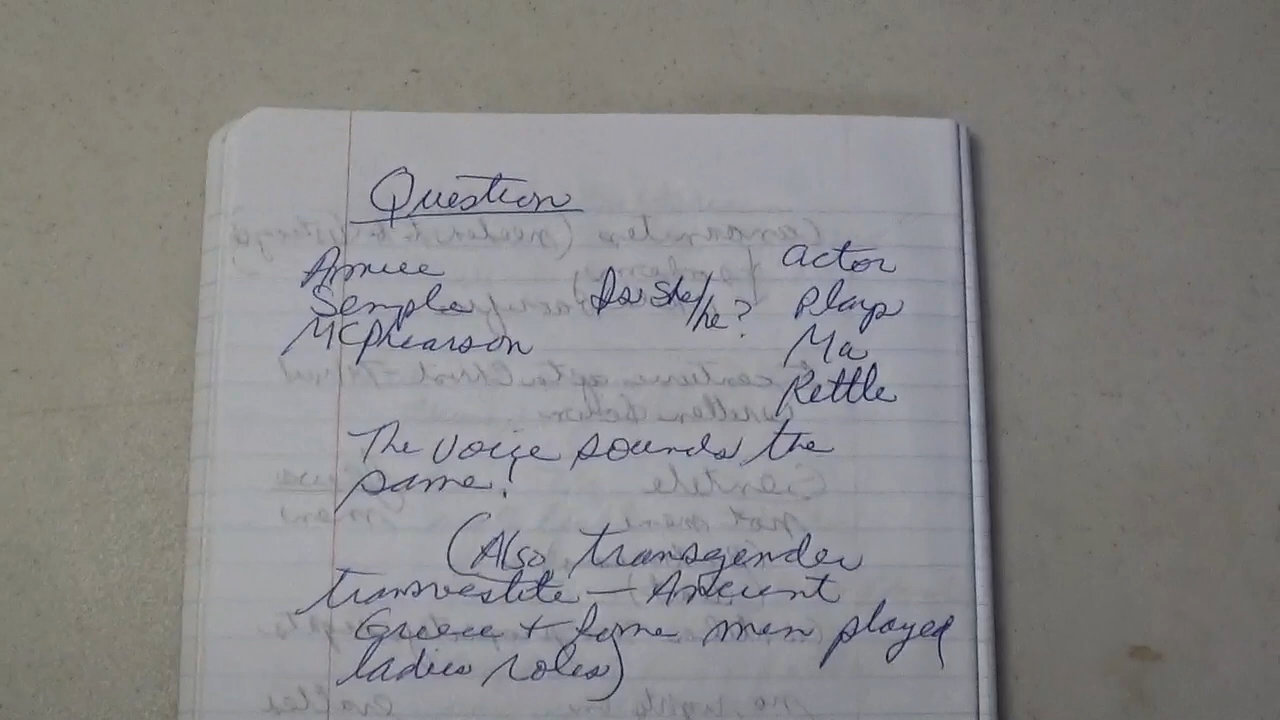 Question
Aimee
Semple
McPhearson
Is she/he?
actor
plays
Ma
Kettle
The voice sounds the
same!
(Also transgender
transvestite - Ancient
Greece + Rome men played
ladies roles)